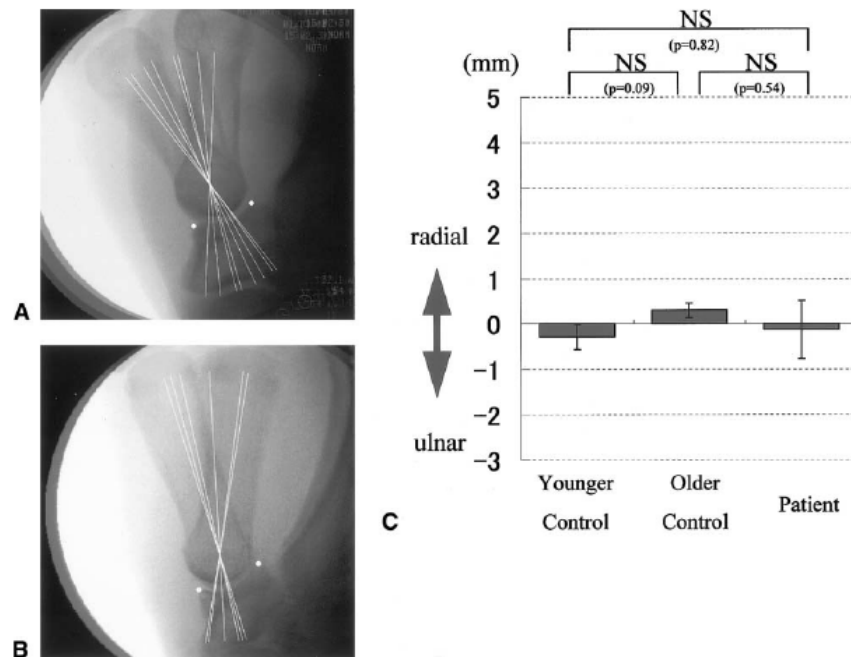 A
B
C
NS
(p=0.82)
NS
(p=0.09)
NS
(p=0.54)
(mm)
5
4
3
2
1
0
−1
−2
−3
radial
ulnar
Younger
Control
Older
Control
Patient